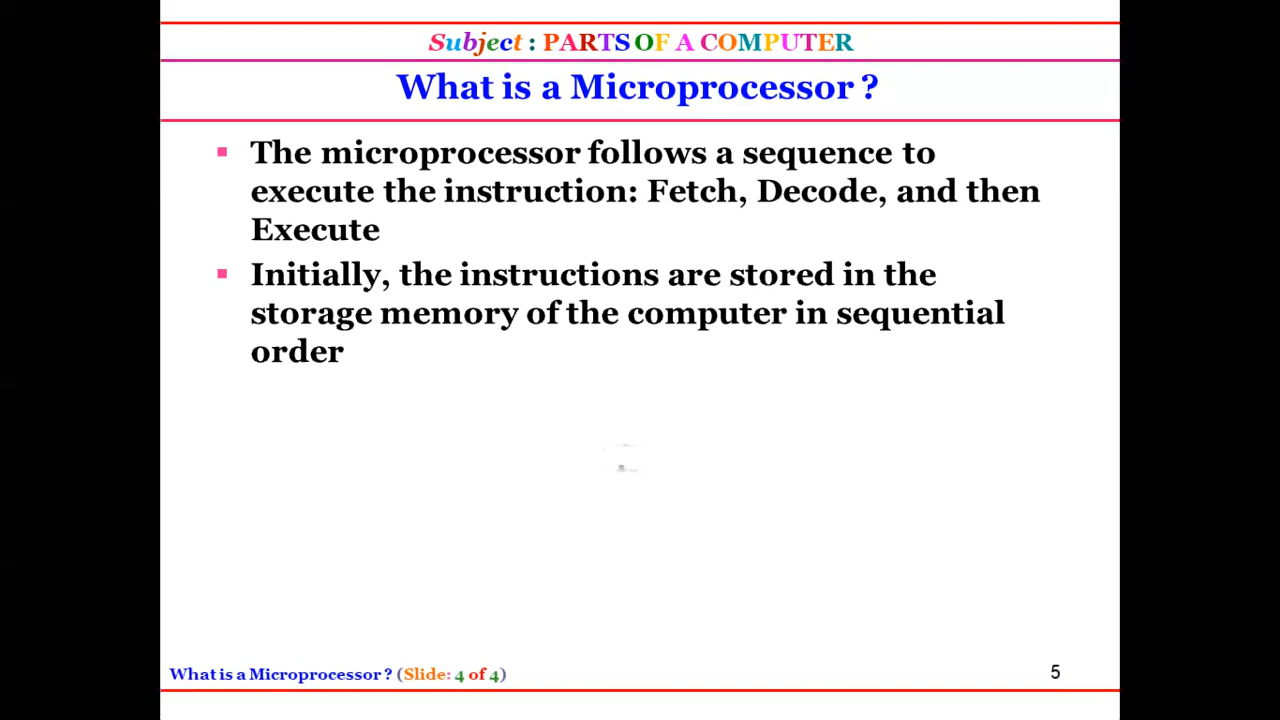 Subject : PARTS OF A COMPUTER
What is a Microprocessor ?
▪ The microprocessor follows a sequence to
execute the instruction: Fetch, Decode, and then
Execute
▪ Initially, the instructions are stored in the
storage memory of the computer in sequential
order
What is a Microprocessor ? (Slide: 4 of 4)
5